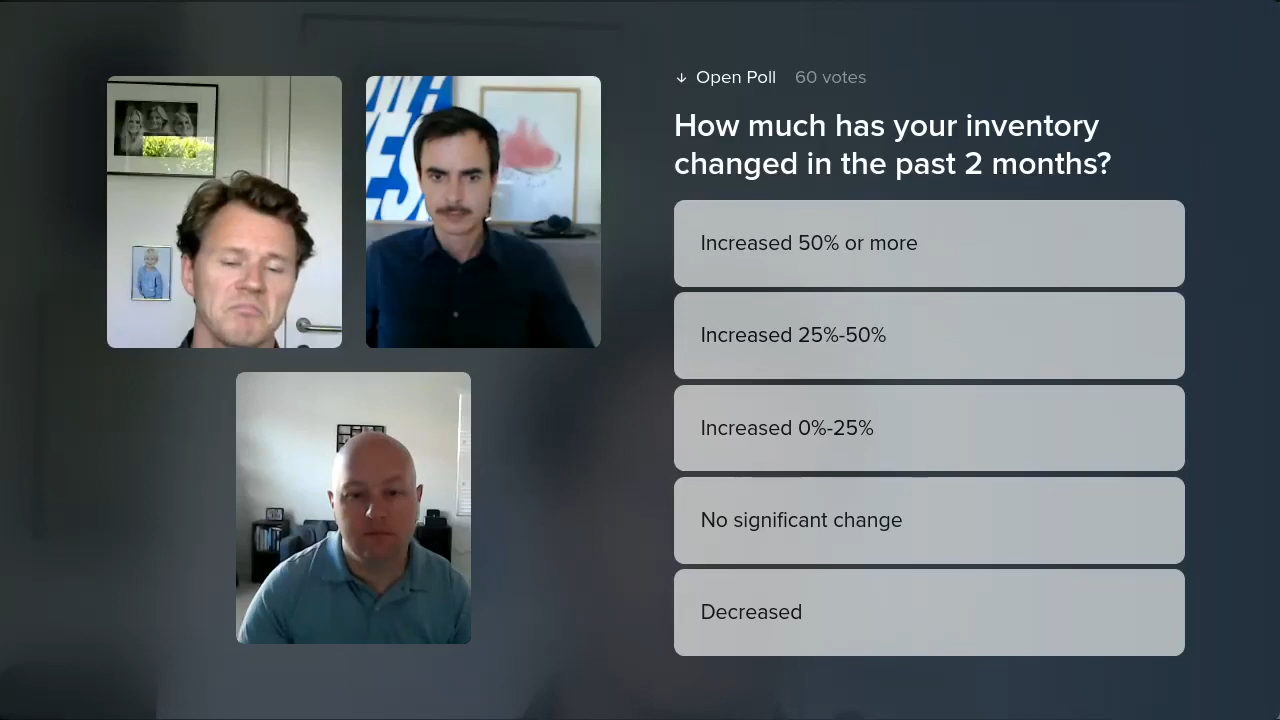 Open Poll 60 votes
How much has your inventory
changed in the past 2 months?
Increased 50% or more
Increased 25%-50%
Increased 0%-25%
No significant change
Decreased